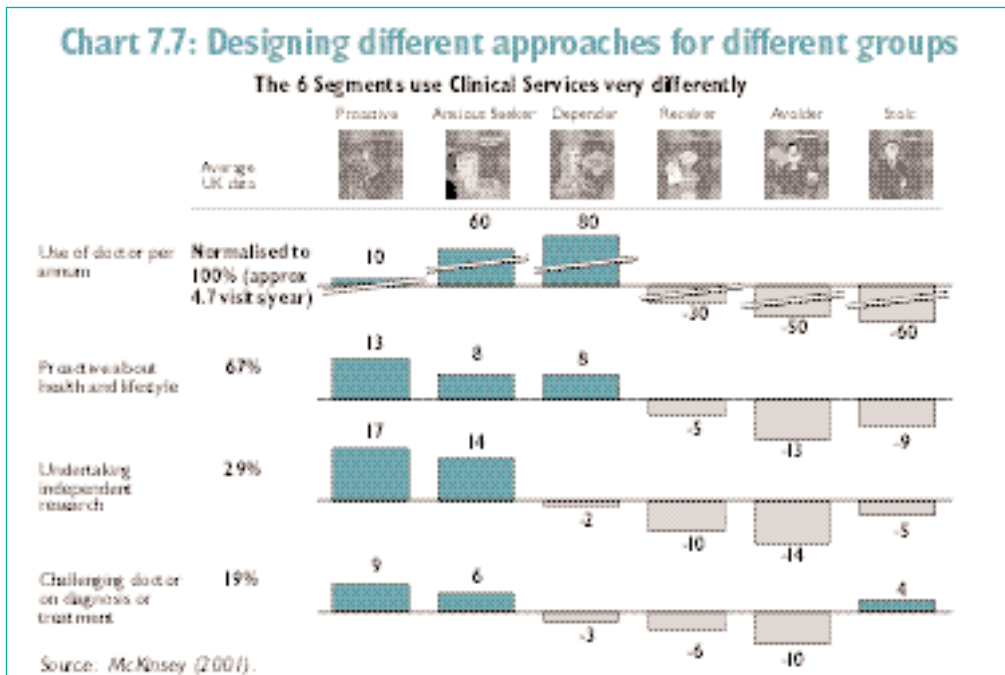 Chart 7.7: Designing different approaches for different groups
The 6 Segments use Clinical Services very differently
Proactive Anxious Seeker Depender Receiver Avoider Stoic
Average
UK data
Use of doctor per
annum
Normalised to
100% (approx
4.7 visits year)
10 60 80 -30 -50 -60
Proactive about
health and lifestyle
67%
13 8 8 -5 -13 -9
Undertaking
independent
research
29%
17 14 -2 -10 -14 -5
Challenging doctor
on diagnosis or
treatment
19%
9 6 -3 -6 -10 4
Source: McKinsey (2001).